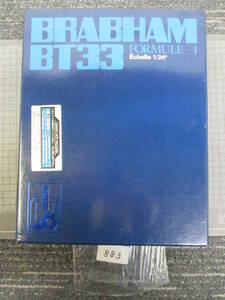 BRABHAM
BT33 FORMULE 1
Échelle 1/24e
883